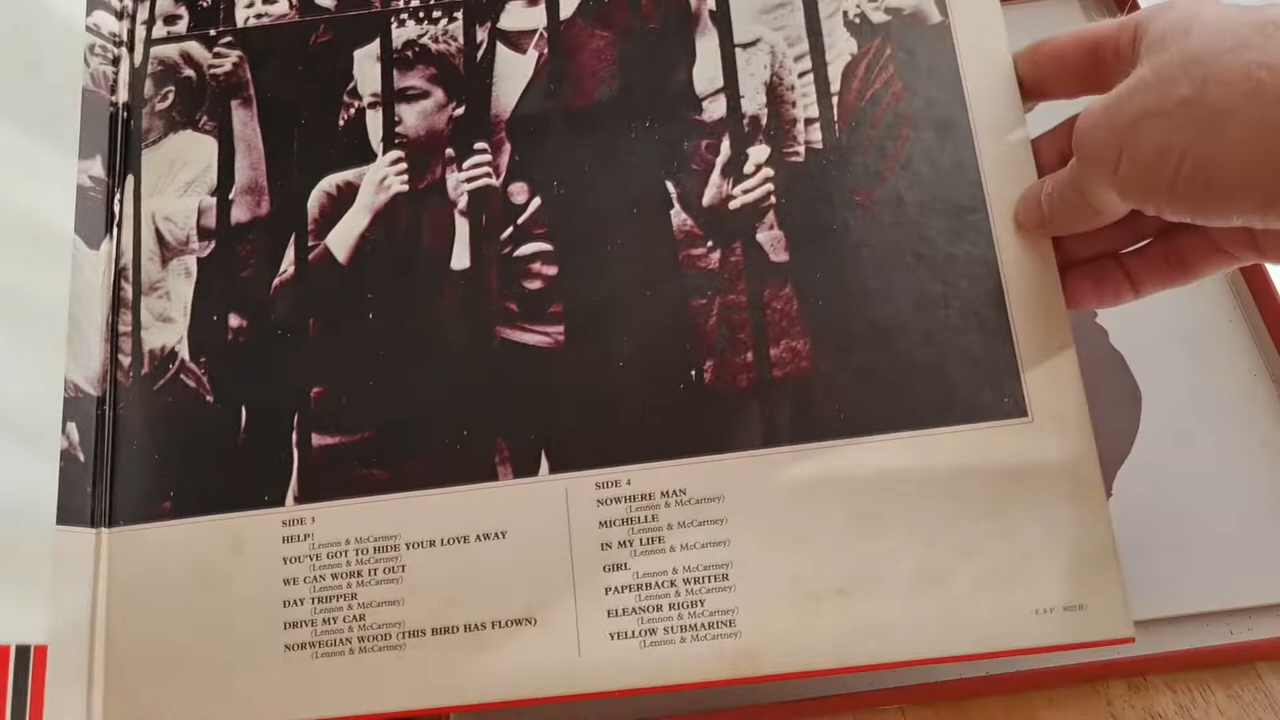 SIDE 3
HELP!
(Lennon & McCartney)
YOU'VE GOT TO HIDE YOUR LOVE AWAY
(Lennon & McCartney)
WE CAN WORK IT OUT
(Lennon & McCartney)
DAY TRIPPER
(Lennon & McCartney)
DRIVE MY CAR
(Lennon & McCartney)
NORWEGIAN WOOD (THIS BIRD HAS FLOWN)
(Lennon & McCartney)
SIDE 4
NOWHERE MAN
(Lennon & McCartney)
MICHELLE
(Lennon & McCartney)
IN MY LIFE
(Lennon & McCartney)
GIRL
(Lennon & McCartney)
PAPERBACK WRITER
(Lennon & McCartney)
ELEANOR RIGBY
(Lennon & McCartney)
YELLOW SUBMARINE
(Lennon & McCartney)